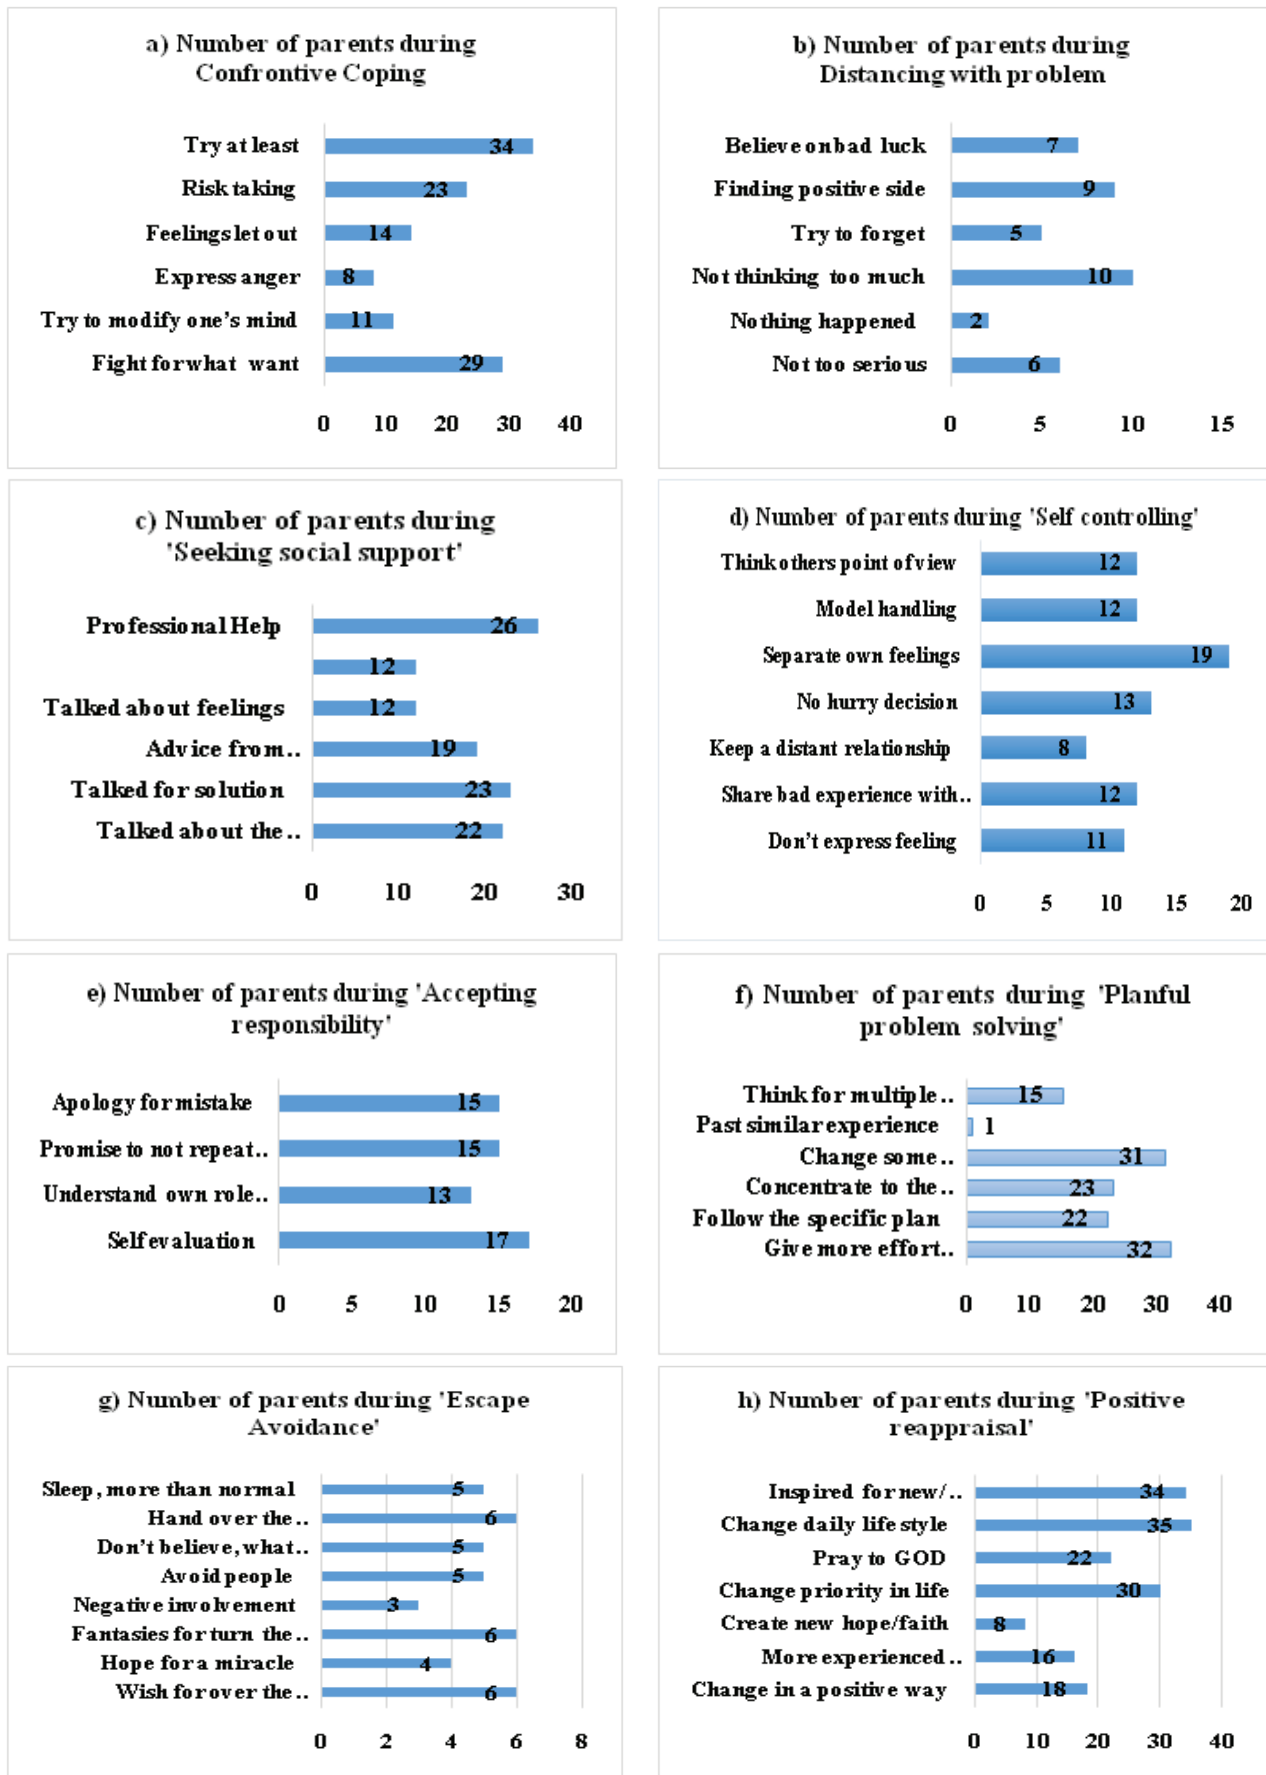 a) Number of parents during
Confrontive Coping
Try at least 34
Risk taking 23
Feelings let out 14
Express anger 8
Try to modify one's mind 11
Fight for what want 29
0 10 20 30 40
b) Number of parents during
Distancing with problem
Believe on bad luck 7
Finding positive side 9
Try to forget 5
Not thinking too much 10
Nothing happened 2
Not too serious 6
0 5 10 15
c) Number of parents during
'Seeking social support'
Professional Help 26
12
Talked about feelings 12
Advice from.. 19
Talked for solution 23
Talked about the.. 22
0 10 20 30
d) Number of parents during 'Self controlling'
Think others point of view 12
Model handling 12
Separate own feelings 19
No hurry decision 13
Keep a distant relationship 8
Share bad experience with.. 12
Don't express feeling 11
0 5 10 15 20
e) Number of parents during 'Accepting
responsibility'
Apology for mistake 15
Promise to not repeat.. 15
Understand own role.. 13
Self evaluation 17
0 5 10 15 20
f) Number of parents during 'Planful
problem solving'
Think for multiple.. 15
Past similar experience 1
Change some.. 31
Concentrate to the.. 23
Follow the specific plan 22
Give more effort.. 32
0 10 20 30 40
g) Number of parents during 'Escape
Avoidance'
Sleep, more than normal 5
Hand over the.. 6
Don't believe, what.. 5
Avoid people 5
Negative involvement 3
Fantasies for turn the.. 6
Hope for a miracle 4
Wish for over the.. 6
0 2 4 6 8
h) Number of parents during 'Positive
reappraisal'
Inspired for new/.. 34
Change daily life style 35
Pray to GOD 22
Change priority in life 30
Create new hope/faith 8
More experienced.. 16
Change in a positive way 18
0 10 20 30 40